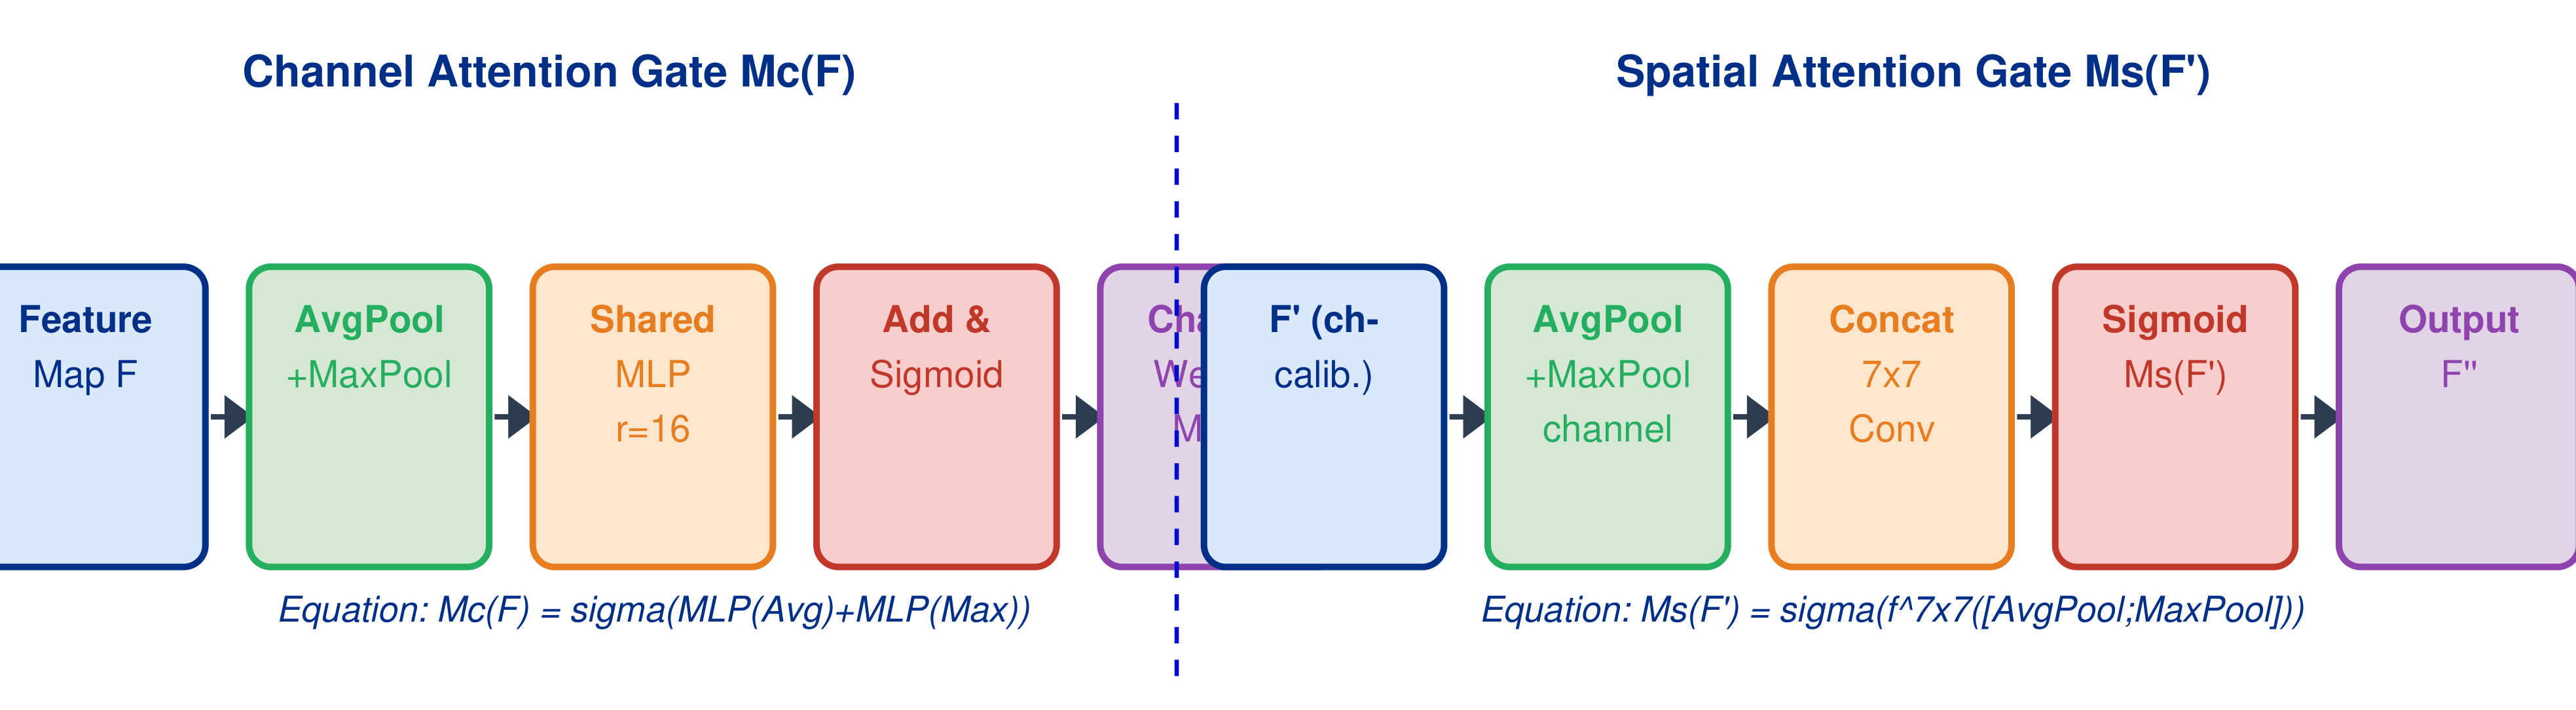 Channel Attention Gate Mc(F)
Spatial Attention Gate Ms(F')
Feature
Map F
AvgPool
+MaxPool
Shared
MLP
r=16
Add &
Sigmoid
F' (ch-
calib.)
AvgPool
+MaxPool
channel
Concat
7x7
Conv
Sigmoid
Ms(F')
Output
F"
Equation: Mc(F) = sigma(MLP(Avg)+MLP(Max))
Equation: Ms(F') = sigma(f^7x7([AvgPool;MaxPool]))